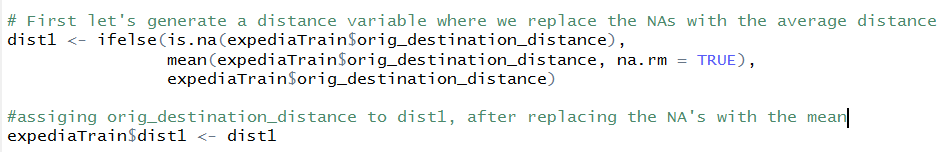 # First let's generate a distance variable where we replace the NAs with the average distance
dist1 <- ifelse(is.na(expediaTrain$orig_destination_distance),
                mean(expediaTrain$orig_destination_distance, na.rm = TRUE),
                expediaTrain$orig_destination_distance)

#assiging orig_destination_distance to dist1, after replacing the NA's with the mean
expediaTrain$dist1 <- dist1